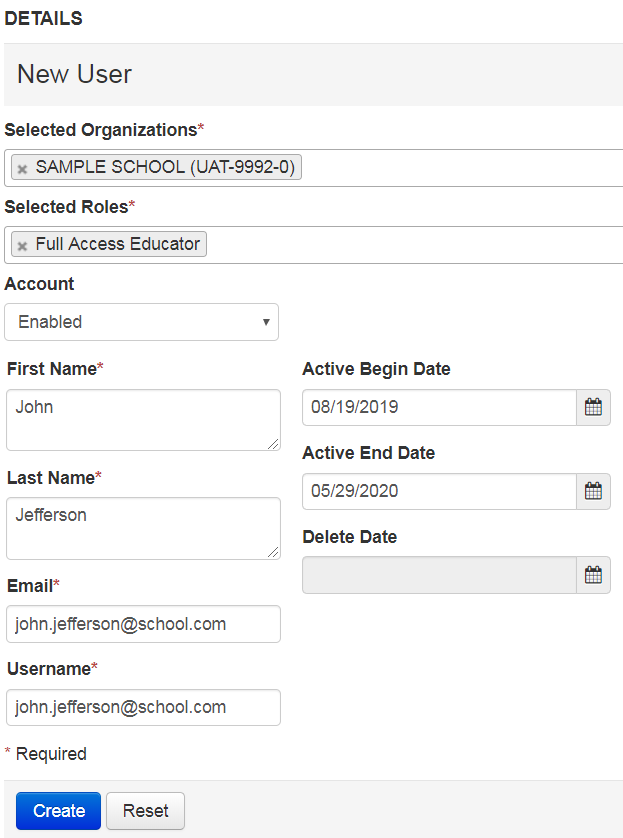 DETAILS
New User
Selected Organizations*
× SAMPLE SCHOOL (UAT-9992-0)
Selected Roles*
× Full Access Educator
Account
Enabled
First Name*
John
Last Name*
Jefferson
Email*
john.jefferson@school.com
Username*
john.jefferson@school.com
Active Begin Date
08/19/2019
Active End Date
05/29/2020
Delete Date
* Required
Create Reset